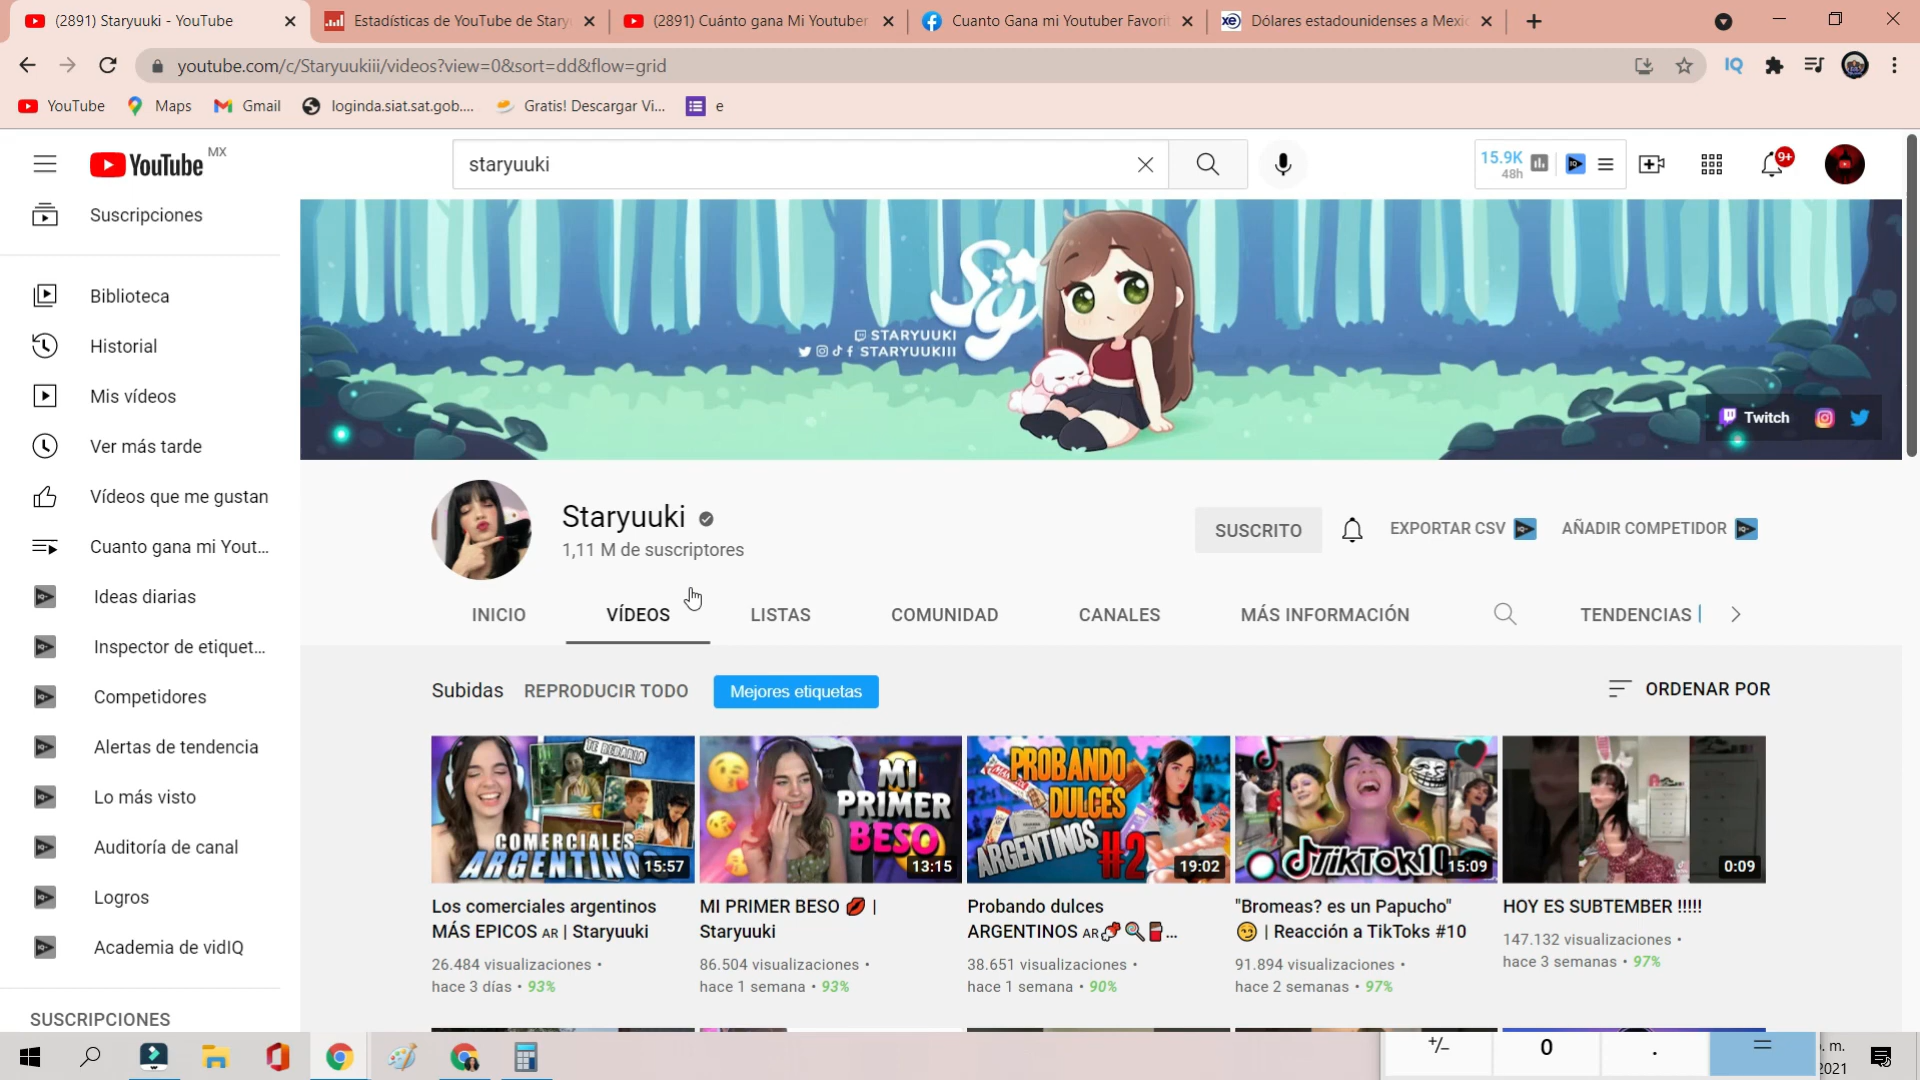 (2891) Staryuuki - YouTube
Estadísticas de YouTube de Stary
(2891) Cuánto gana Mi Youtuber
Cuanto Gana mi Youtuber Favorit
Dólares estadounidenses a Mexic
youtube.com/c/Staryuukiii/videos?view=0&sort=dd&flow=grid
YouTube
Maps
Gmail
loginda.siat.sat.gob....
Gratis! Descargar Vi...
e
YouTube MX
staryuuki
15.9K
48h
9+
Suscripciones
Biblioteca
Historial
Mis vídeos
Ver más tarde
Vídeos que me gustan
Cuanto gana mi Yout...
Ideas diarias
Inspector de etiquet...
Competidores
Alertas de tendencia
Lo más visto
Auditoría de canal
Logros
Academia de vidIQ
SUSCRIPCIONES
Sy
STARYUUKI
STARYUUKIII
Twitch
Staryuuki
1,11 M de suscriptores
SUSCRITO
EXPORTAR CSV
AÑADIR COMPETIDOR
INICIO
VÍDEOS
LISTAS
COMUNIDAD
CANALES
MÁS INFORMACIÓN
TENDENCIAS
Subidas
REPRODUCIR TODO
Mejores etiquetas
ORDENAR POR
TE REDARIA
COMERCIALES
ARGENTINO
15:57
MI
PRIMER
BESO
13:15
PROBANDO
DULCES
ARGENTINOS #2
19:02
TIKTOK10
15:09
0:09
Los comerciales argentinos
MÁS EPICOS AR | Staryuuki
26.484 visualizaciones •
hace 3 días • 93%
MI PRIMER BESO 💋 |
Staryuuki
86.504 visualizaciones •
hace 1 semana • 93%
Probando dulces
ARGENTINOS AR🍬🍭🥫...
38.651 visualizaciones •
hace 1 semana • 90%
"Bromeas? es un Papucho"
😏 | Reacción a TikToks #10
91.894 visualizaciones •
hace 2 semanas • 97%
HOY ES SUBTEMBER !!!!!
147.132 visualizaciones •
hace 3 semanas • 97%
+/−
0
.
=
. m.
2021